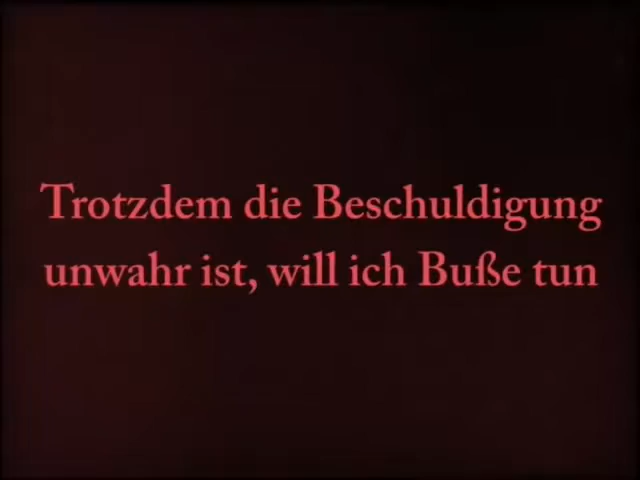 Trotzdem die Beschuldigung
unwahr ist, will ich Buße tun